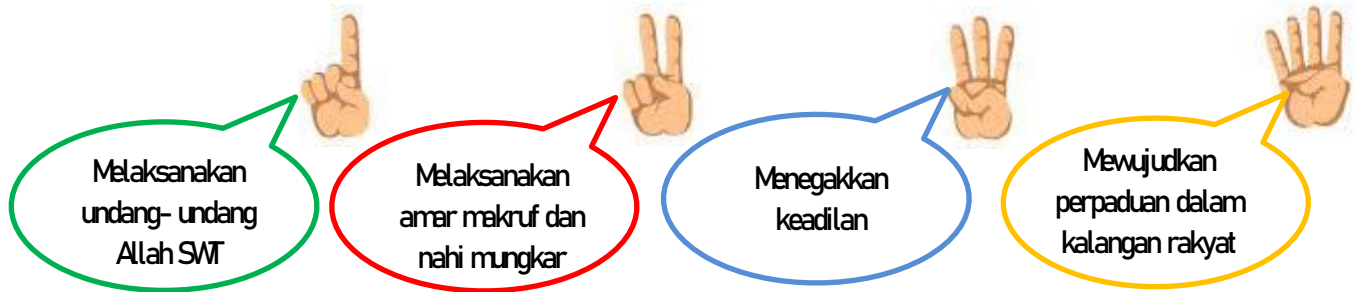 Melaksanakan
undang- undang
Allah SWT
Melaksanakan
amar makruf dan
nahi mungkar
Menegakkan
keadilan
Mewujudkan
perpaduan dalam
kalangan rakyat